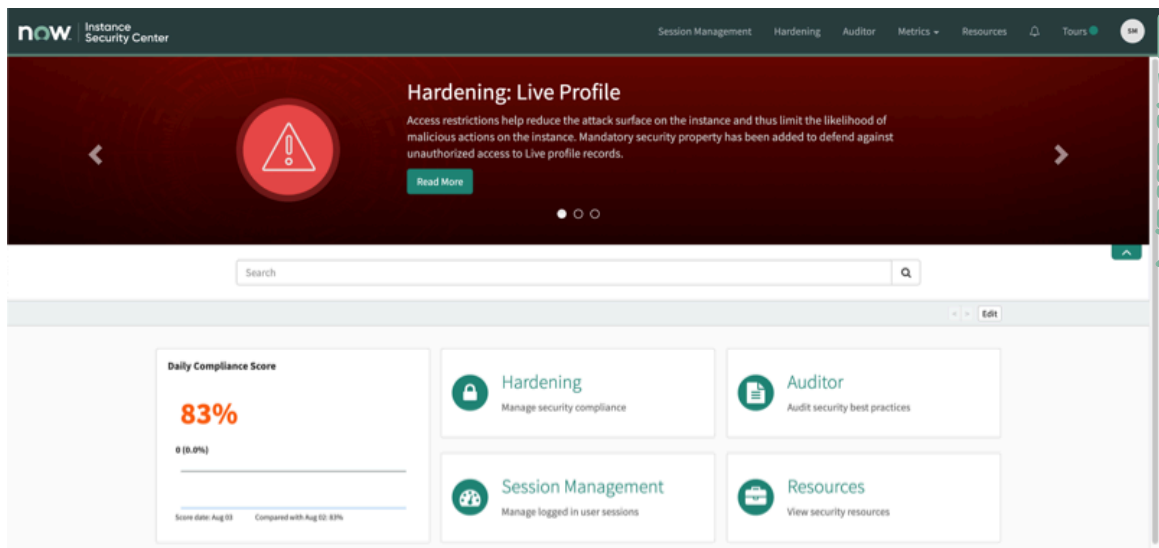 now.
Instance
Security Center
Session Management Hardening Auditor Metrics Resources Tours SM
Hardening: Live Profile
Access restrictions help reduce the attack surface on the instance and thus limit the likelihood of
malicious actions on the instance. Mandatory security property has been added to defend against
unauthorized access to Live profile records.
Read More
Search
< > Edit
Daily Compliance Score
83%
0 (0.0%)
Score date: Aug 03 Compared with Aug 02: 83%
Hardening
Manage security compliance
Auditor
Audit security best practices
Session Management
Manage logged in user sessions
Resources
View security resources